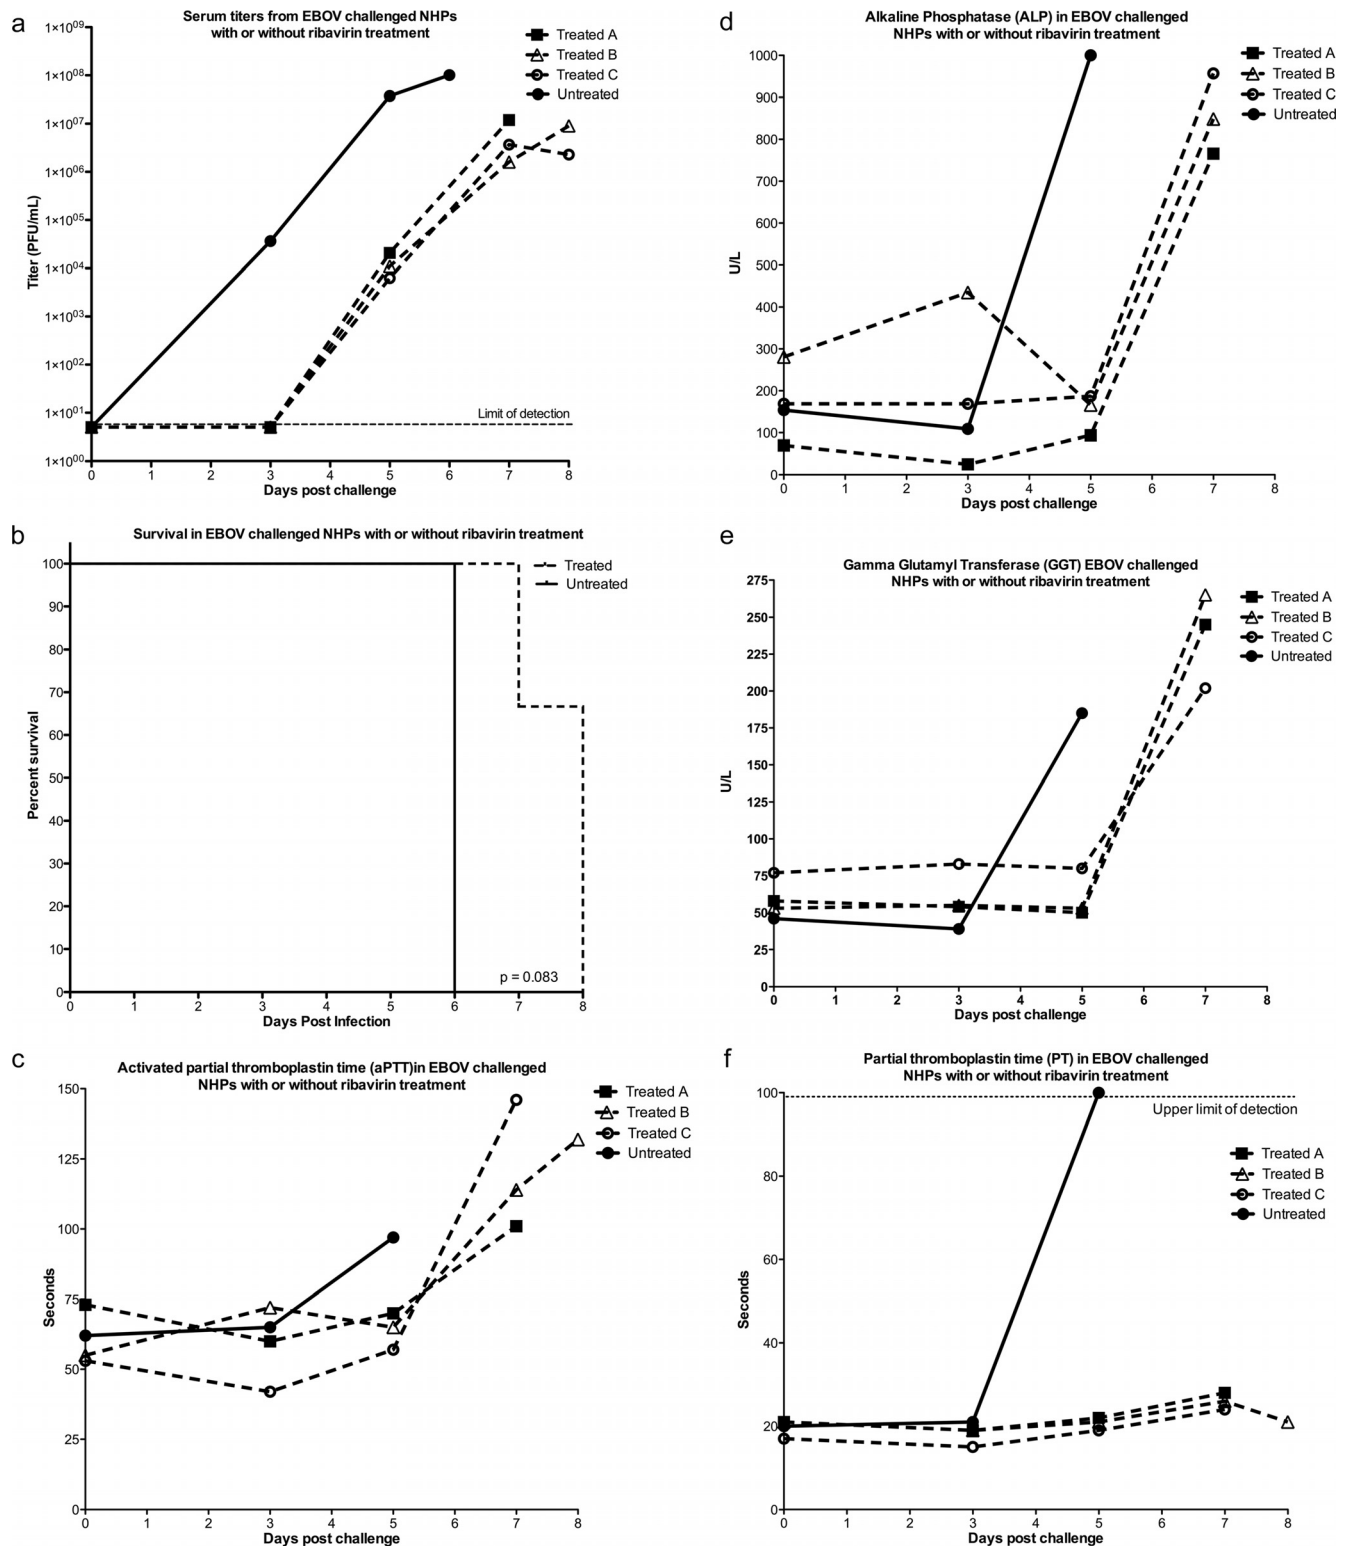 a
Serum titers from EBOV challenged NHPs
with or without ribavirin treatment
Treated A
Treated B
Treated C
Untreated
1×10⁰⁹
1×10⁰⁸
1×10⁰⁷
1×10⁰⁶
1×10⁰⁵
1×10⁰⁴
1×10⁰³
1×10⁰²
1×10⁰¹
1×10⁰⁰
Titer (PFU/mL)
Limit of detection
0 1 2 3 4 5 6 7 8
Days post challenge
b
Survival in EBOV challenged NHPs with or without ribavirin treatment
Treated
Untreated
100
90
80
70
60
50
40
30
20
10
0
Percent survival
p = 0.083
0 1 2 3 4 5 6 7 8
Days Post Infection
c
Activated partial thromboplastin time (aPTT)in EBOV challenged
NHPs with or without ribavirin treatment
Treated A
Treated B
Treated C
Untreated
150
125
100
75
50
25
0
Seconds
0 1 2 3 4 5 6 7 8
Days post challenge
d
Alkaline Phosphatase (ALP) in EBOV challenged
NHPs with or without ribavirin treatment
Treated A
Treated B
Treated C
Untreated
1000
900
800
700
600
500
400
300
200
100
0
U/L
0 1 2 3 4 5 6 7 8
Days post challenge
e
Gamma Glutamyl Transferase (GGT) EBOV challenged
NHPs with or without ribavirin treatment
Treated A
Treated B
Treated C
Untreated
275
250
225
200
175
150
125
100
75
50
25
0
U/L
0 1 2 3 4 5 6 7 8
Days post challenge
f
Partial thromboplastin time (PT) in EBOV challenged
NHPs with or without ribavirin treatment
Upper limit of detection
Treated A
Treated B
Treated C
Untreated
100
80
60
40
20
0
Seconds
0 1 2 3 4 5 6 7 8
Days post challenge